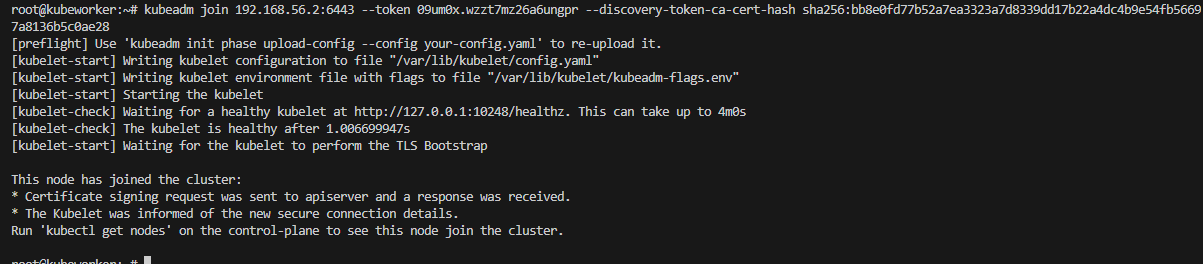 root@kubeworker:~# kubeadm join 192.168.56.2:6443 --token 09um0x.wzzt7mz26a6ungpr --discovery-token-ca-cert-hash sha256:bb8e0fd77b52a7ea3323a7d8339dd17b22a4dc4b9e54fb5669
7a8136b5c0ae28
[preflight] Use 'kubeadm init phase upload-config --config your-config.yaml' to re-upload it.
[kubelet-start] Writing kubelet configuration to file "/var/lib/kubelet/config.yaml"
[kubelet-start] Writing kubelet environment file with flags to file "/var/lib/kubelet/kubeadm-flags.env"
[kubelet-start] Starting the kubelet
[kubelet-check] Waiting for a healthy kubelet at http://127.0.0.1:10248/healthz. This can take up to 4m0s
[kubelet-check] The kubelet is healthy after 1.006699947s
[kubelet-start] Waiting for the kubelet to perform the TLS Bootstrap
This node has joined the cluster:
* Certificate signing request was sent to apiserver and a response was received.
* The Kubelet was informed of the new secure connection details.
Run 'kubectl get nodes' on the control-plane to see this node join the cluster.
root@kubeworker:~#